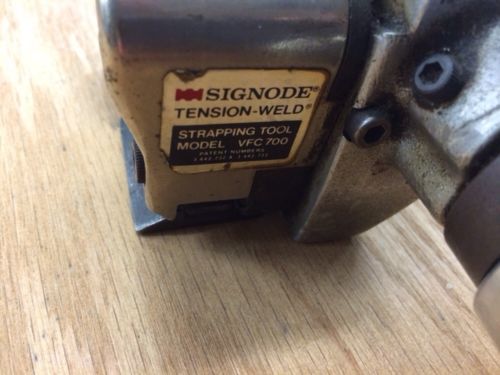 SIGNODE®
TENSION-WELD®
STRAPPING TOOL
MODEL VFC 700
PATENT NUMBERS